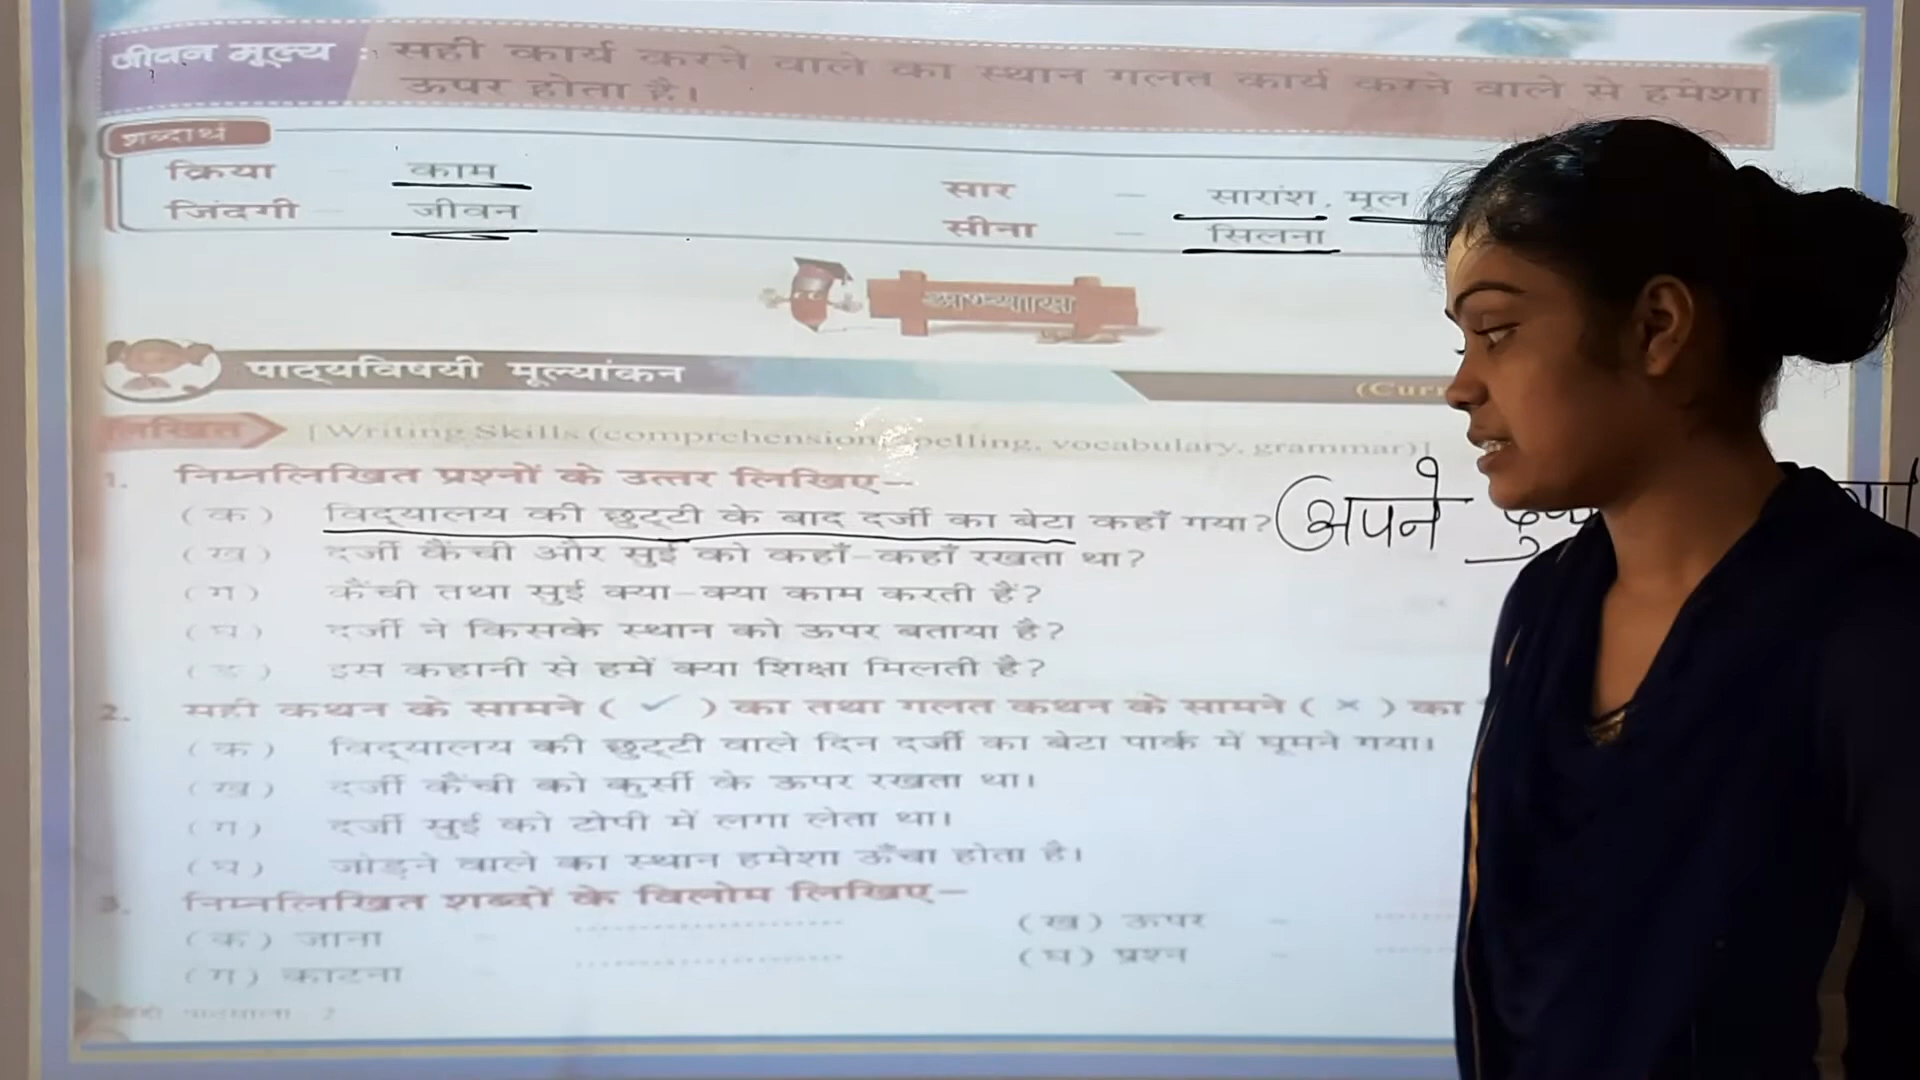 जीवन मूल्य : सही कार्य करने वाले का स्थान गलत कार्य करने वाले से हमेशा
ऊपर होता है।
शब्दार्थ
क्रिया – काम
सार – सारांश, मूल
जिंदगी – जीवन
सीना – सिलना
अभ्यास
पाठ्यविषयी मूल्यांकन
(Curr
लिखित [Writing Skills (comprehension, spelling, vocabulary, grammar)]
1. निम्नलिखित प्रश्नों के उत्तर लिखिए–
(क) विद्यालय की छुट्टी के बाद दर्जी का बेटा कहाँ गया? अपने
(ख) दर्जी कैंची और सुई को कहाँ-कहाँ रखता था?
(ग) कैंची तथा सुई क्या-क्या काम करती हैं?
(घ) दर्जी ने किसके स्थान को ऊपर बताया है?
(ङ) इस कहानी से हमें क्या शिक्षा मिलती है?
2. सही कथन के सामने ( ✓ ) का तथा गलत कथन के सामने ( × ) का
(क) विद्यालय की छुट्टी वाले दिन दर्जी का बेटा पार्क में घूमने गया।
(ख) दर्जी कैंची को कुर्सी के ऊपर रखता था।
(ग) दर्जी सुई को टोपी में लगा लेता था।
(घ) जोड़ने वाले का स्थान हमेशा ऊँचा होता है।
3. निम्नलिखित शब्दों के विलोम लिखिए–
(क) जाना – ....................
(ख) ऊपर – ......
(ग) काटना – ....................
(घ) प्रश्न – ......
हिंदी पाठमाला 2